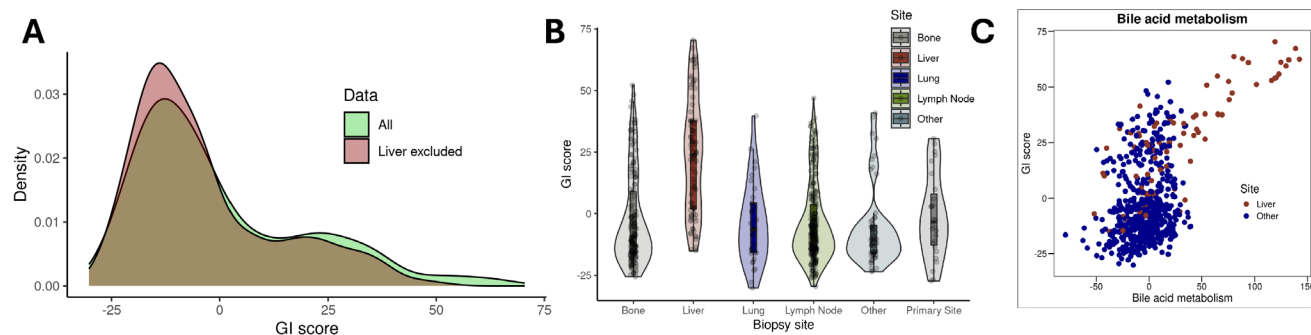 A
Density
0.03
0.02
0.01
0.00
-25
0
25
50
75
GI score
Data
All
Liver excluded
B
GI score
75
50
25
0
-25
Bone
Liver
Lung
Lymph Node
Other
Primary Site
Biopsy site
Site
Bone
Liver
Lung
Lymph Node
Other
C
Bile acid metabolism
GI score
75
50
25
0
-25
-50
0
50
100
150
Bile acid metabolism
Site
Liver
Other